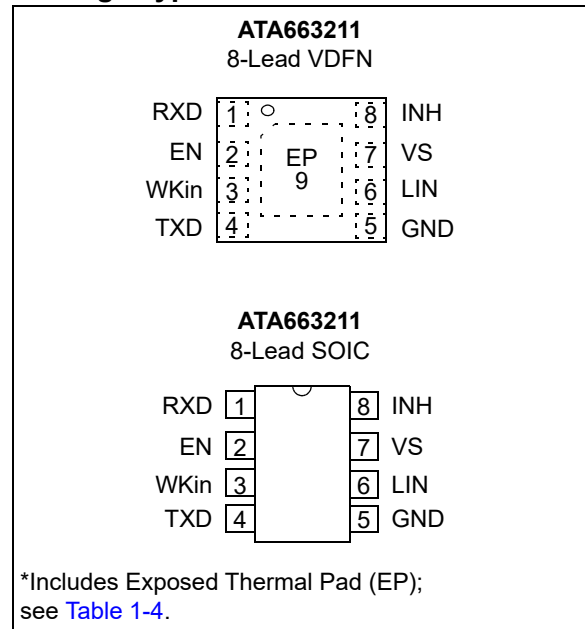 ATA663211
8-Lead VDFN
RXD 1 8 INH
EN 2 EP 7 VS
WKin 3 9 6 LIN
TXD 4 5 GND
ATA663211
8-Lead SOIC
RXD 1 8 INH
EN 2 7 VS
WKin 3 6 LIN
TXD 4 5 GND
*Includes Exposed Thermal Pad (EP);
see Table 1-4.